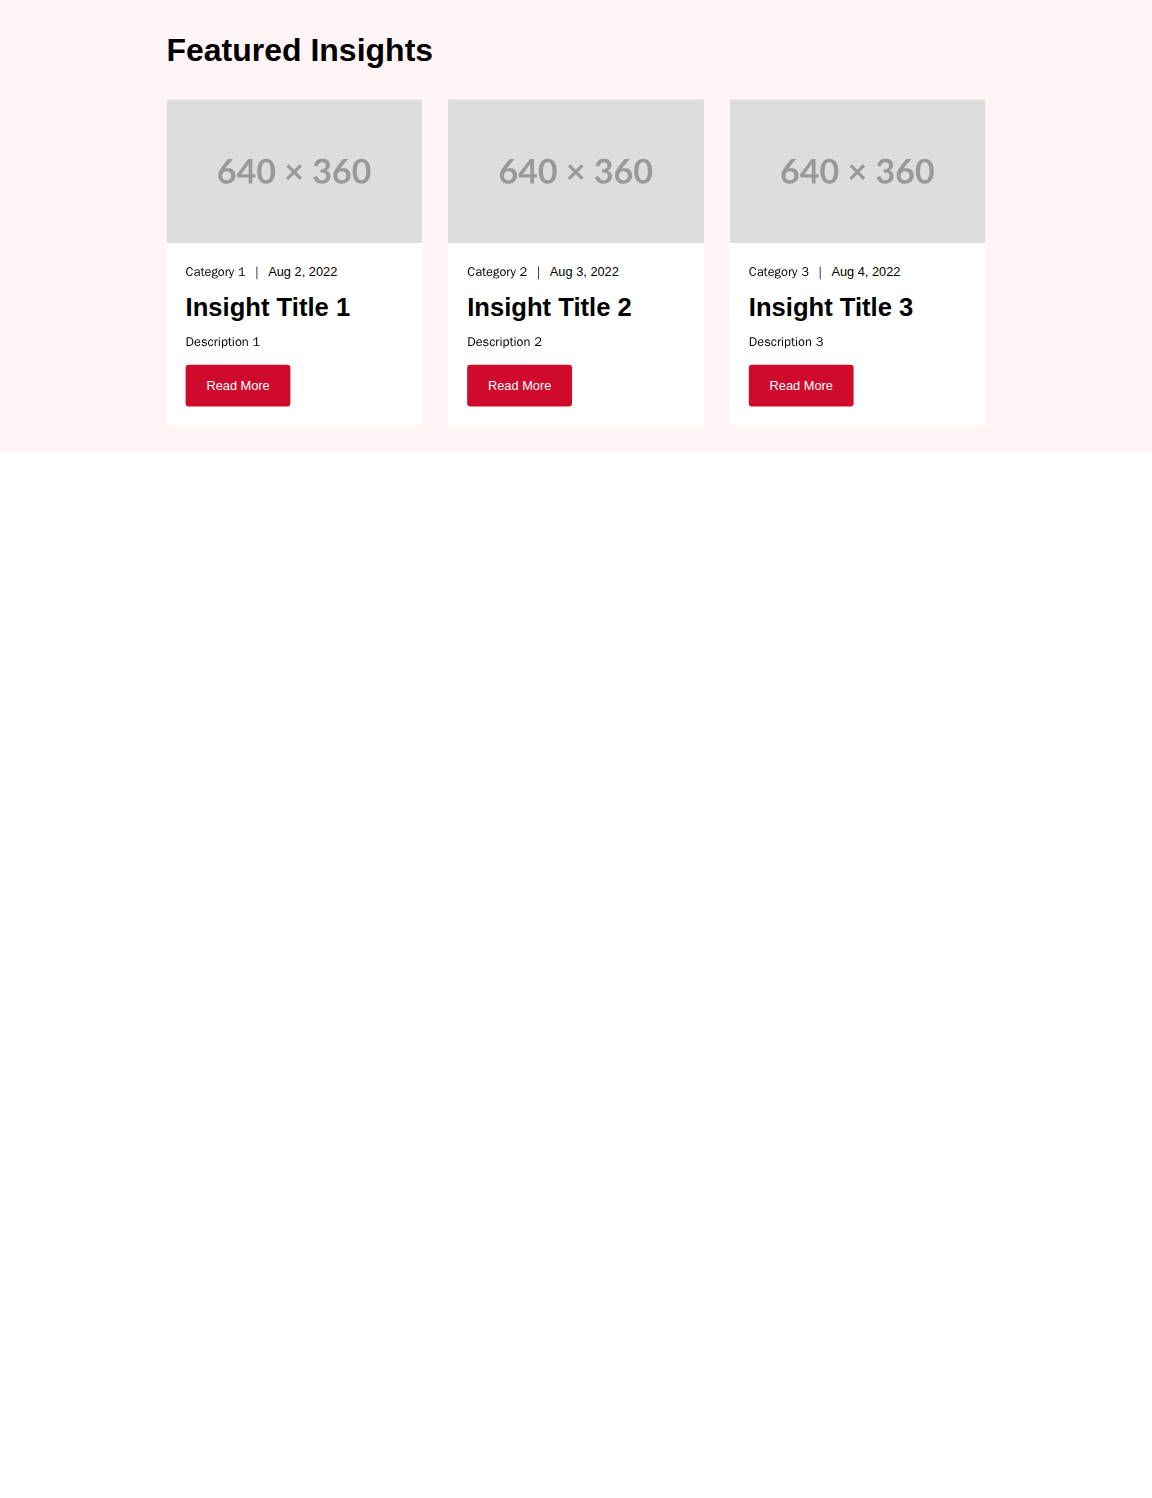 Featured Insights
640 × 360
Category 1 | Aug 2, 2022
Insight Title 1
Description 1
Read More
640 × 360
Category 2 | Aug 3, 2022
Insight Title 2
Description 2
Read More
640 × 360
Category 3 | Aug 4, 2022
Insight Title 3
Description 3
Read More